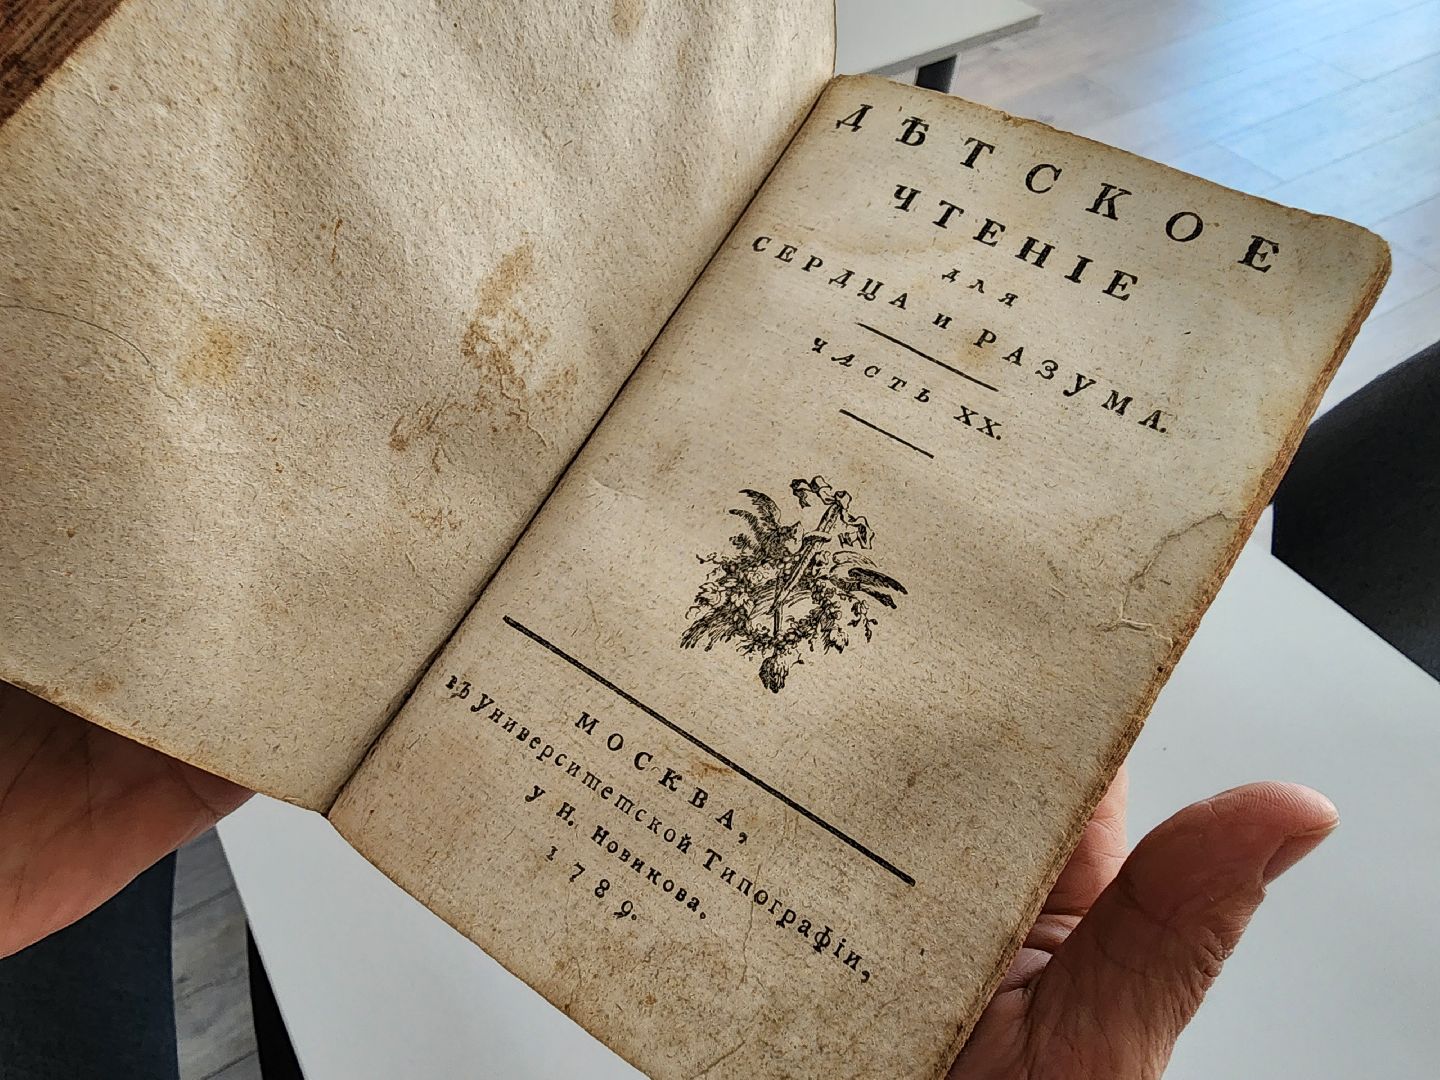 ДѢТСКОЕ
ЧТЕНІЕ
для
СЕРДЦА и РАЗУМА.
ЧАСТЬ XX.
МОСКВА,
въ Университетской Типографіи,
у Н. Новикова.
1789.